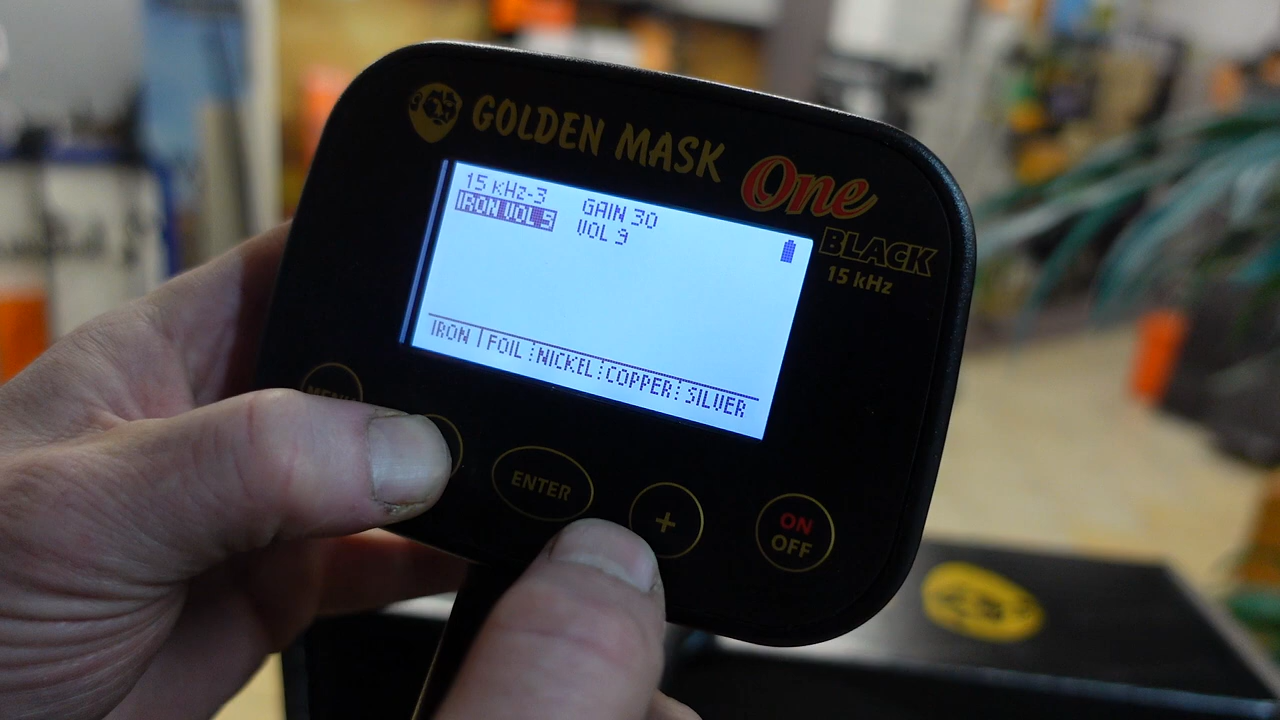 GOLDEN MASK One
BLACK
15 kHz
15 kHz-3 GAIN 30
IRON VOL 5 VOL 9
IRON FOIL NICKEL COPPER SILVER
ENTER
+
ON
OFF